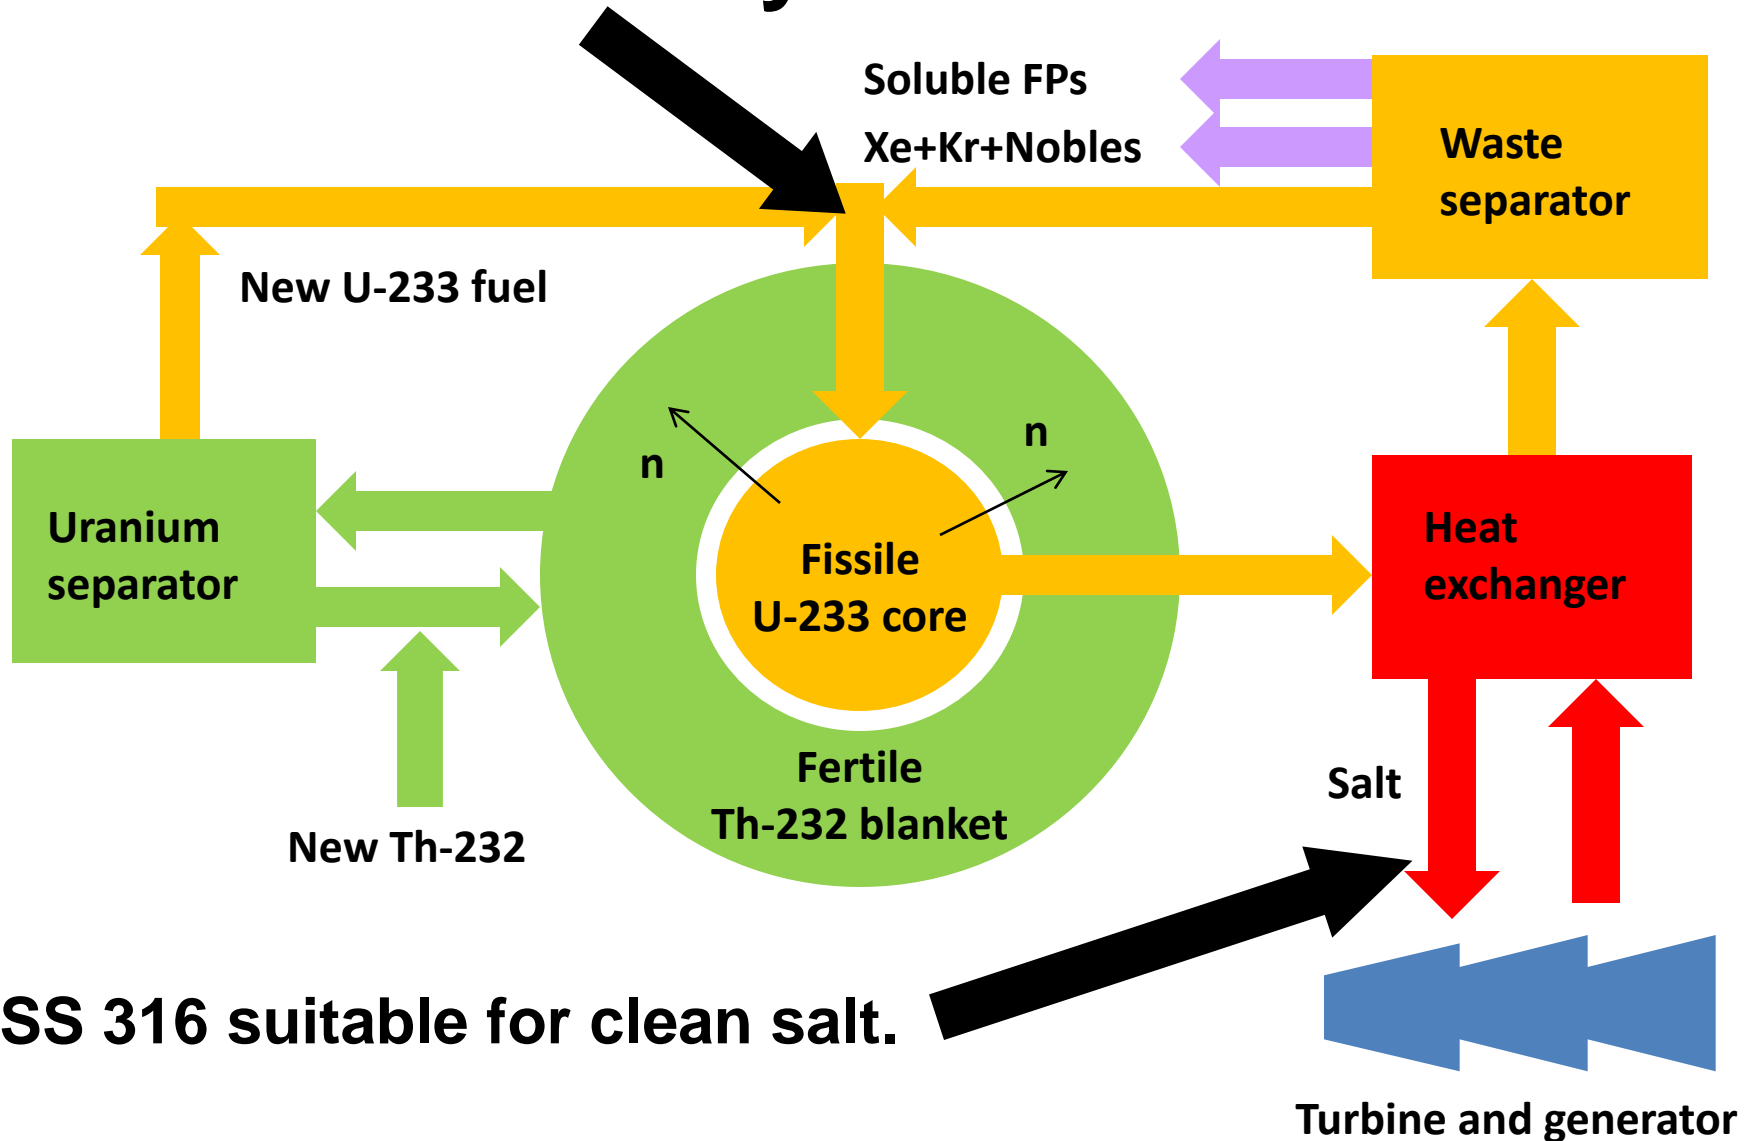 Soluble FPs
Xe+Kr+Nobles
Waste
separator
New U-233 fuel
n
n
Uranium
separator
Fissile
U-233 core
Heat
exchanger
Fertile
Th-232 blanket
Salt
New Th-232
SS 316 suitable for clean salt.
Turbine and generator